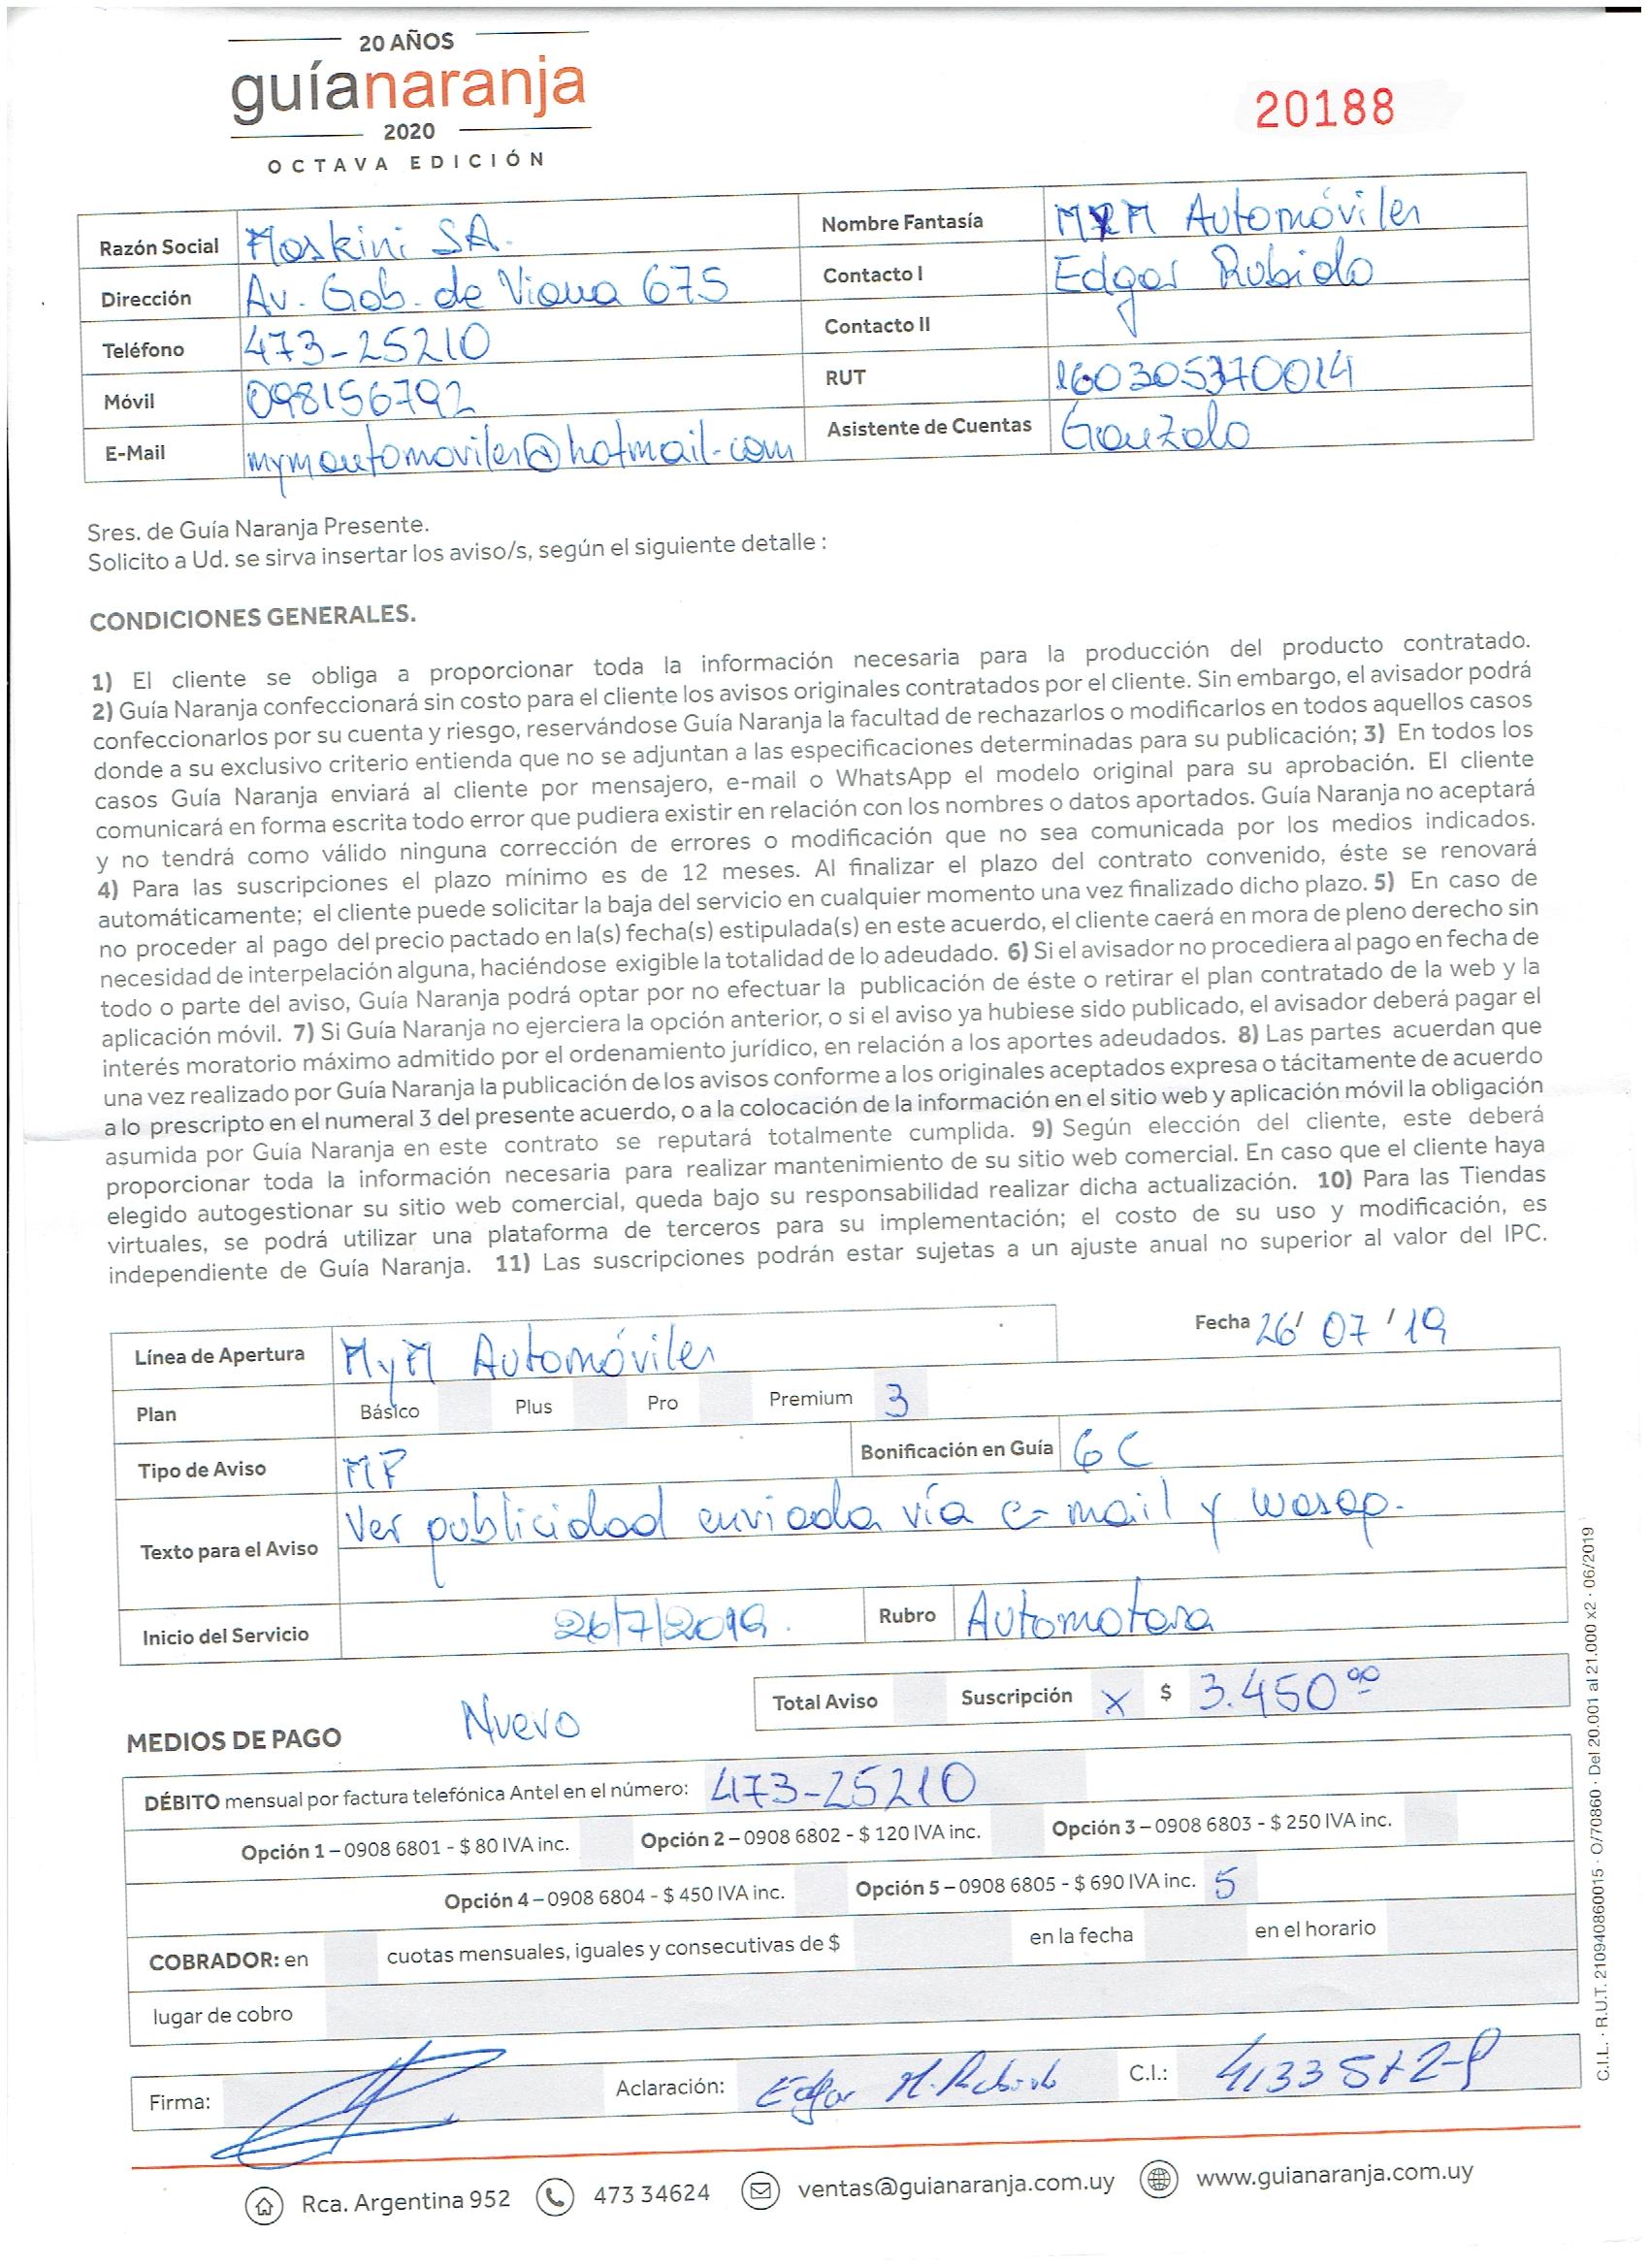 20 AÑOS
guíanaranja
2020
OCTAVA EDICIÓN
20188
Razón Social Moskini SA. Nombre Fantasía MYM Automóviles
Dirección Av. Gob. de Viana 675 Contacto I Edgar Rubido
Teléfono 473-25210 Contacto II
Móvil 098156792 RUT 160305370014
E-Mail mymautomoviles@hotmail.com Asistente de Cuentas Gonzalo
Sres. de Guía Naranja Presente.
Solicito a Ud. se sirva insertar los aviso/s, según el siguiente detalle :
CONDICIONES GENERALES.
1) El cliente se obliga a proporcionar toda la información necesaria para la producción del producto contratado.
2) Guía Naranja confeccionará sin costo para el cliente los avisos originales contratados por el cliente. Sin embargo, el avisador podrá
confeccionarlos por su cuenta y riesgo, reservándose Guía Naranja la facultad de rechazarlos o modificarlos en todos aquellos casos
donde a su exclusivo criterio entienda que no se adjuntan a las especificaciones determinadas para su publicación; 3) En todos los
casos Guía Naranja enviará al cliente por mensajero, e-mail o WhatsApp el modelo original para su aprobación. El cliente
comunicará en forma escrita todo error que pudiera existir en relación con los nombres o datos aportados. Guía Naranja no aceptará
y no tendrá como válido ninguna corrección de errores o modificación que no sea comunicada por los medios indicados.
4) Para las suscripciones el plazo mínimo es de 12 meses. Al finalizar el plazo del contrato convenido, éste se renovará
automáticamente; el cliente puede solicitar la baja del servicio en cualquier momento una vez finalizado dicho plazo. 5) En caso de
no proceder al pago del precio pactado en la(s) fecha(s) estipulada(s) en este acuerdo, el cliente caerá en mora de pleno derecho sin
necesidad de interpelación alguna, haciéndose exigible la totalidad de lo adeudado. 6) Si el avisador no procediera al pago en fecha de
todo o parte del aviso, Guía Naranja podrá optar por no efectuar la publicación de éste o retirar el plan contratado de la web y la
aplicación móvil. 7) Si Guía Naranja no ejerciera la opción anterior, o si el aviso ya hubiese sido publicado, el avisador deberá pagar el
interés moratorio máximo admitido por el ordenamiento jurídico, en relación a los aportes adeudados. 8) Las partes acuerdan que
una vez realizado por Guía Naranja la publicación de los avisos conforme a los originales aceptados expresa o tácitamente de acuerdo
a lo prescripto en el numeral 3 del presente acuerdo, o a la colocación de la información en el sitio web y aplicación móvil la obligación
asumida por Guía Naranja en este contrato se reputará totalmente cumplida. 9) Según elección del cliente, este deberá
proporcionar toda la información necesaria para realizar mantenimiento de su sitio web comercial. En caso que el cliente haya
elegido autogestionar su sitio web comercial, queda bajo su responsabilidad realizar dicha actualización. 10) Para las Tiendas
virtuales, se podrá utilizar una plataforma de terceros para su implementación; el costo de su uso y modificación, es
independiente de Guía Naranja. 11) Las suscripciones podrán estar sujetas a un ajuste anual no superior al valor del IPC.
Fecha 26' 07 '19
Línea de Apertura MyM Automóviles
Plan Básico Plus Pro Premium 3
Tipo de Aviso MP Bonificación en Guía 6C
Texto para el Aviso Ver publicidad enviada vía e-mail y wasap.
Inicio del Servicio 26/7/2019. Rubro Automotora
Total Aviso Suscripción X $ 3.450 00
MEDIOS DE PAGO Nuevo
DÉBITO mensual por factura telefónica Antel en el número: 473-25210
Opción 1 – 0908 6801 - $ 80 IVA inc. Opción 2 – 0908 6802 - $ 120 IVA inc. Opción 3 – 0908 6803 - $ 250 IVA inc.
Opción 4 – 0908 6804 - $ 450 IVA inc. Opción 5 – 0908 6805 - $ 690 IVA inc. 5
COBRADOR: en cuotas mensuales, iguales y consecutivas de $ en la fecha en el horario
lugar de cobro
Firma: Aclaración: Edgar M. Rubido C.I.:
Rca. Argentina 952 473 34624 ventas@guianaranja.com.uy www.guianaranja.com.uy
C.I.L. · R.U.T. 210940860015 · O/70860 · Del 20.001 al 21.000 x2 · 06/2019